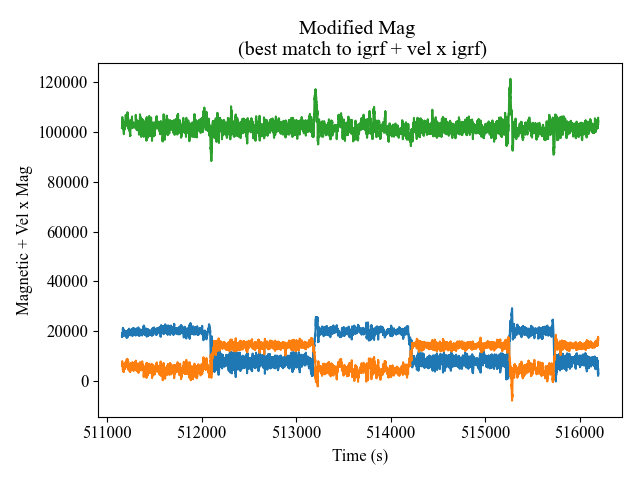 Modified Mag
(best match to igrf + vel x igrf)
120000
100000
80000
60000
40000
20000
0
Magnetic + Vel x Mag
511000 512000 513000 514000 515000 516000
Time (s)